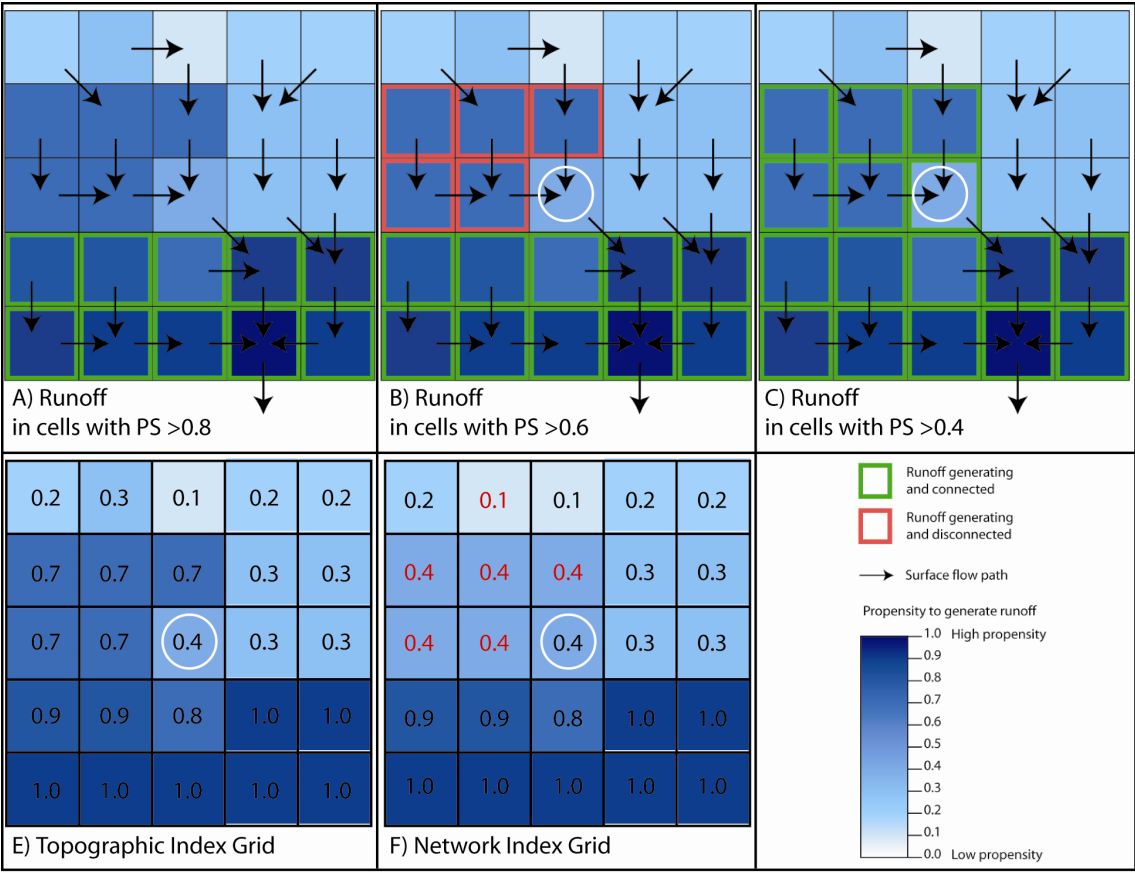 A) Runoff
in cells with PS >0.8
B) Runoff
in cells with PS >0.6
C) Runoff
in cells with PS >0.4
0.2 0.3 0.1 0.2 0.2
0.7 0.7 0.7 0.3 0.3
0.7 0.7 0.4 0.3 0.3
0.9 0.9 0.8 1.0 1.0
1.0 1.0 1.0 1.0 1.0
E) Topographic Index Grid
0.2 0.1 0.1 0.2 0.2
0.4 0.4 0.4 0.3 0.3
0.4 0.4 0.4 0.3 0.3
0.9 0.9 0.8 1.0 1.0
1.0 1.0 1.0 1.0 1.0
F) Network Index Grid
Runoff generating
and connected
Runoff generating
and disconnected
Surface flow path
Propensity to generate runoff
1.0 High propensity
0.9
0.8
0.7
0.6
0.5
0.4
0.3
0.2
0.1
0.0 Low propensity